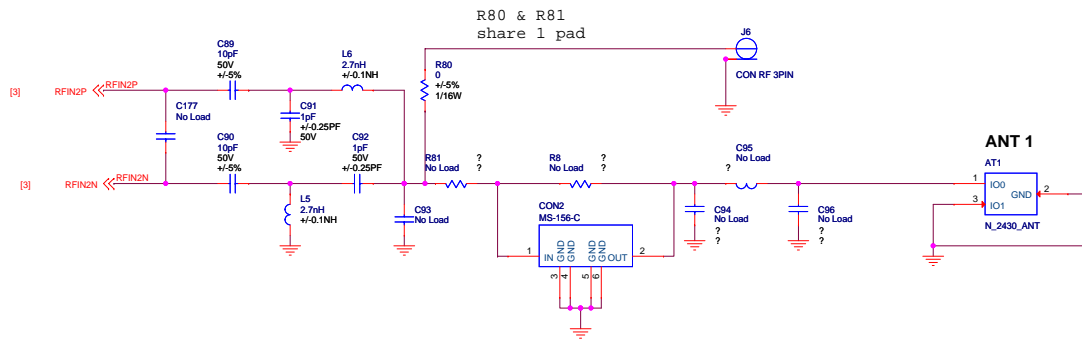 R80 & R81
share 1 pad
J6
CON RF 3PIN
C89
10pF
50V
+/-5%
L6
2.7nH
+/-0.1NH
R80
0
+/-5%
1/16W
[3]
RFIN2P
RFIN2P
C177
No Load
C91
1pF
+/-0.25PF
50V
C90
10pF
50V
+/-5%
C92
1pF
50V
+/-0.25PF
R81
No Load
?
?
R8
No Load
?
?
C95
No Load
?
ANT 1
AT1
1
IO0
GND
2
3
IO1
N_2430_ANT
[3]
RFIN2N
RFIN2N
L5
2.7nH
+/-0.1NH
C93
No Load
CON2
MS-156-C
1
IN
GND
GND
GND
GND
OUT
2
3
4
5
6
C94
No Load
?
?
C96
No Load
?
?